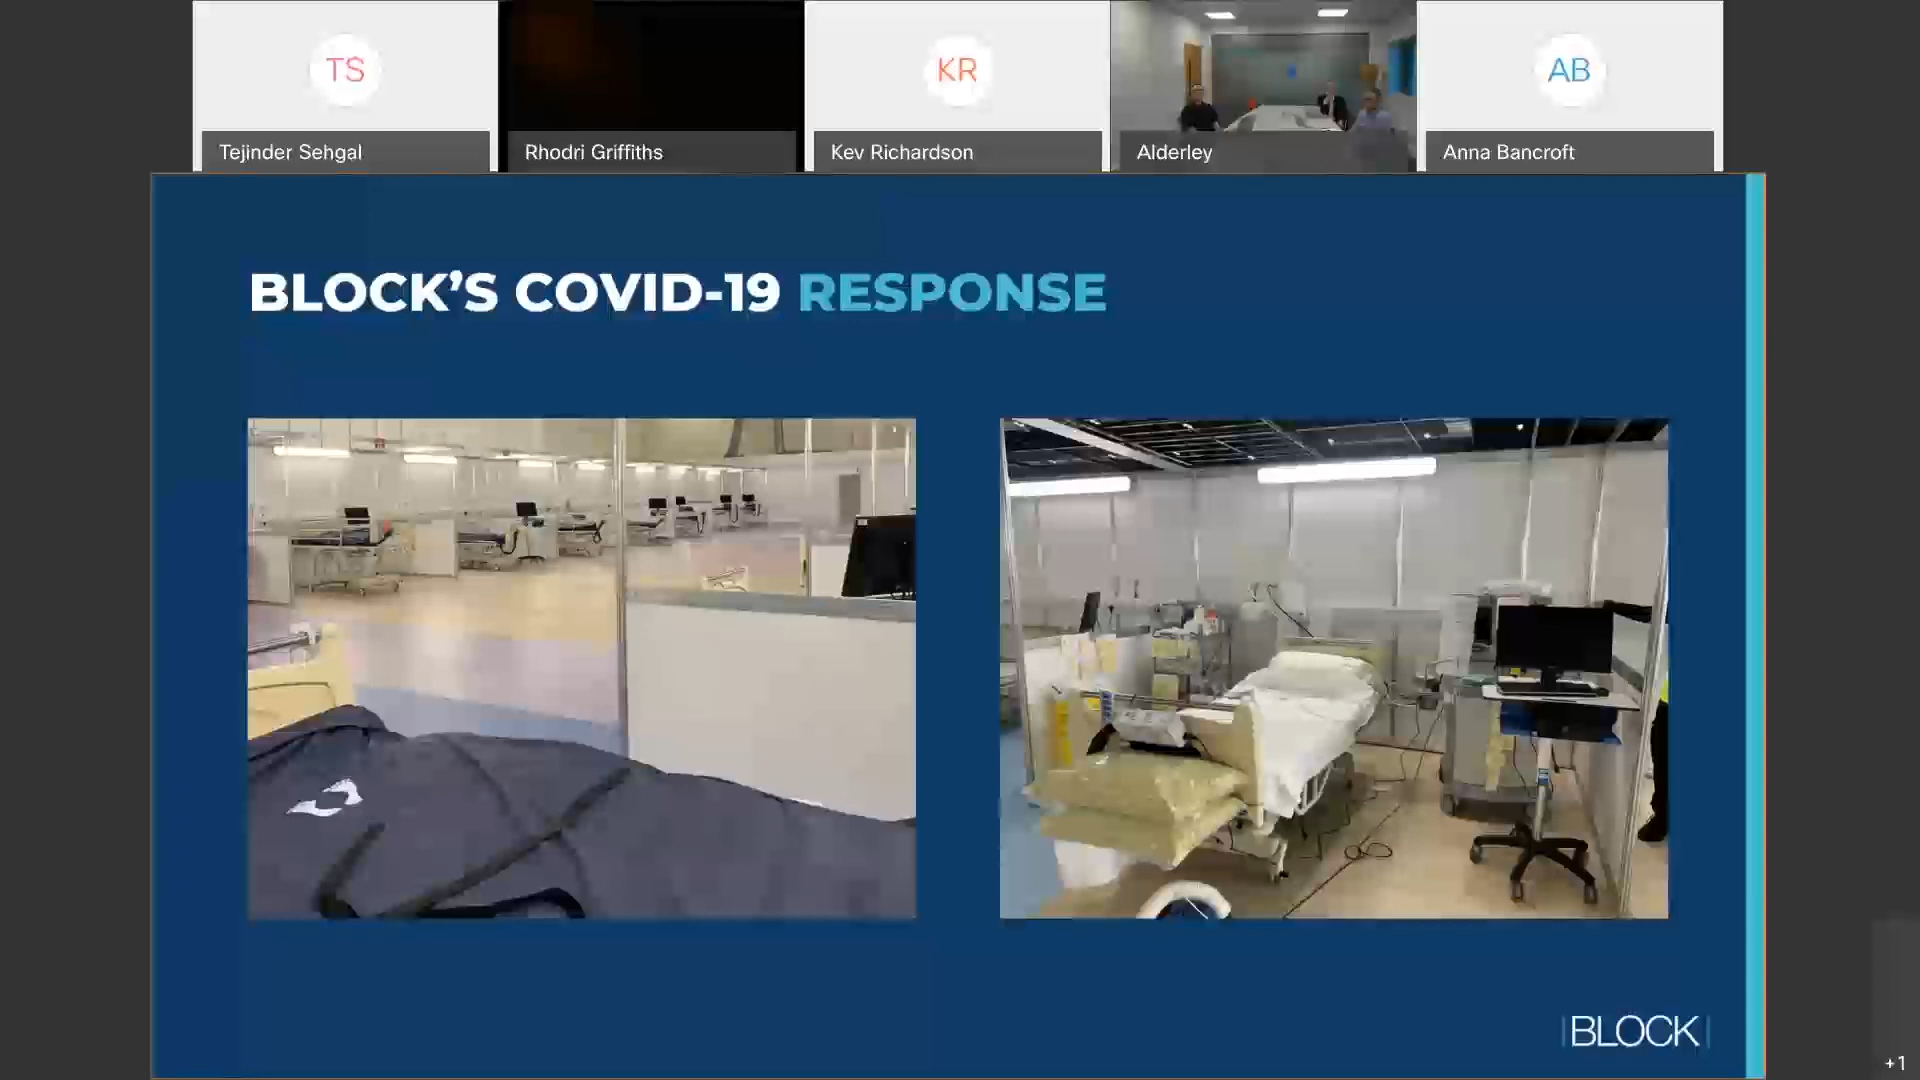 TS
KR
AB
Tejinder Sehgal
Rhodri Griffiths
Kev Richardson
Alderley
Anna Bancroft
BLOCK’S COVID-19 RESPONSE
|BLOCK|
+1